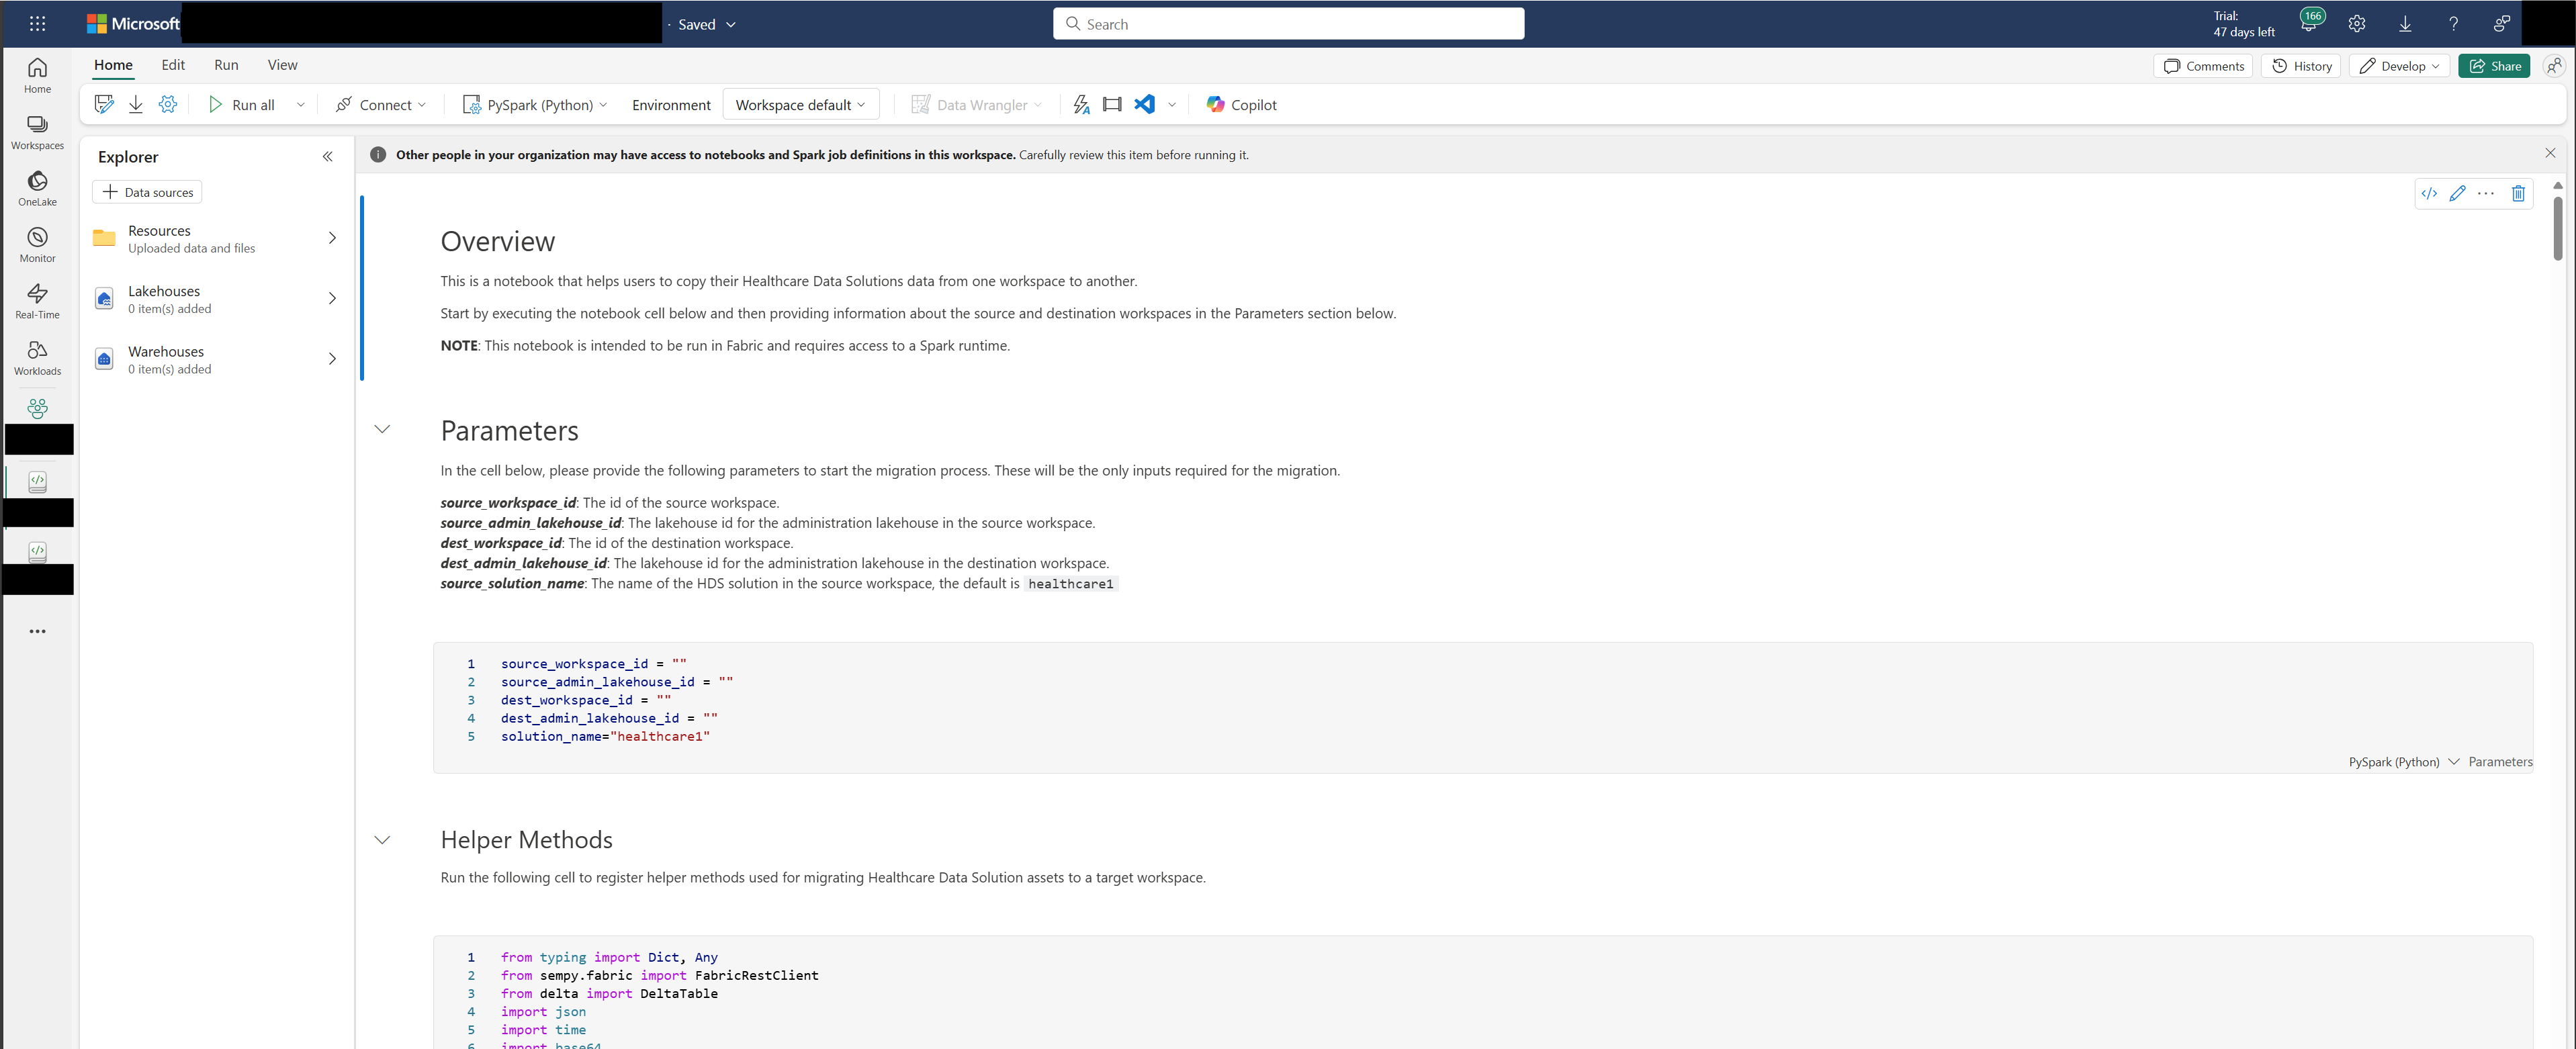 Microsoft
· Saved
Search
Trial:
47 days left
166
Home
Edit
Run
View
Comments
History
Develop
Share
Run all
Connect
PySpark (Python)
Environment
Workspace default
Data Wrangler
Copilot
Home
Workspaces
OneLake
Monitor
Real-Time
Workloads
Explorer
Data sources
Resources
Uploaded data and files
Lakehouses
0 item(s) added
Warehouses
0 item(s) added
Other people in your organization may have access to notebooks and Spark job definitions in this workspace. Carefully review this item before running it.
Overview
This is a notebook that helps users to copy their Healthcare Data Solutions data from one workspace to another.
Start by executing the notebook cell below and then providing information about the source and destination workspaces in the Parameters section below.
NOTE: This notebook is intended to be run in Fabric and requires access to a Spark runtime.
Parameters
In the cell below, please provide the following parameters to start the migration process. These will be the only inputs required for the migration.
source_workspace_id: The id of the source workspace.
source_admin_lakehouse_id: The lakehouse id for the administration lakehouse in the source workspace.
dest_workspace_id: The id of the destination workspace.
dest_admin_lakehouse_id: The lakehouse id for the administration lakehouse in the destination workspace.
source_solution_name: The name of the HDS solution in the source workspace, the default is healthcare1
1 source_workspace_id = ""
2 source_admin_lakehouse_id = ""
3 dest_workspace_id = ""
4 dest_admin_lakehouse_id = ""
5 solution_name="healthcare1"
PySpark (Python) Parameters
Helper Methods
Run the following cell to register helper methods used for migrating Healthcare Data Solution assets to a target workspace.
1 from typing import Dict, Any
2 from sempy.fabric import FabricRestClient
3 from delta import DeltaTable
4 import json
5 import time
6 import base64